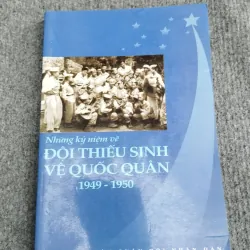 Những kỷ niệm về
ĐỘI THIẾU SINH
VỆ QUỐC QUÂN
1949 - 1950